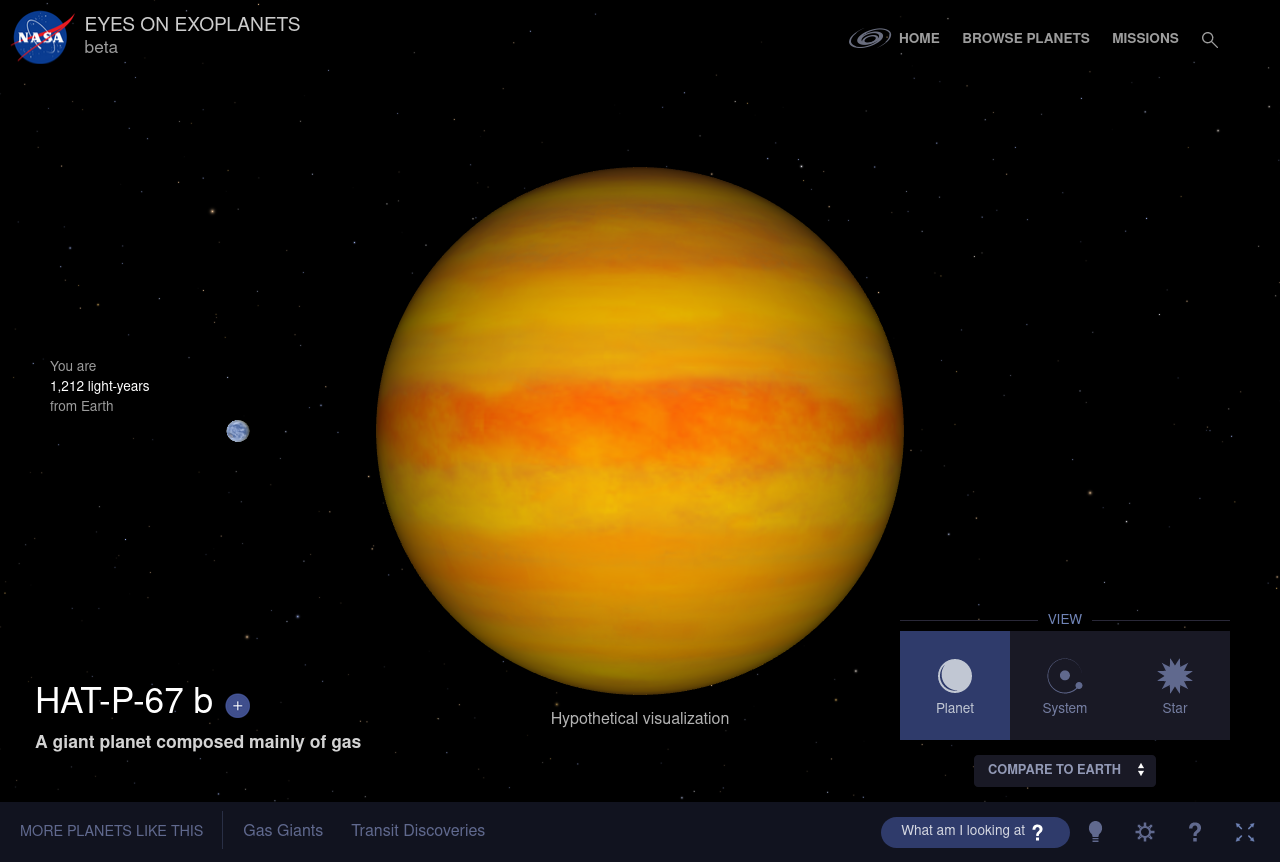 NASA
EYES ON EXOPLANETS
beta
HOME
BROWSE PLANETS
MISSIONS
You are
1,212 light-years
from Earth
HAT-P-67 b +
A giant planet composed mainly of gas
Hypothetical visualization
VIEW
Planet
System
Star
COMPARE TO EARTH
MORE PLANETS LIKE THIS
Gas Giants
Transit Discoveries
What am I looking at ?
?